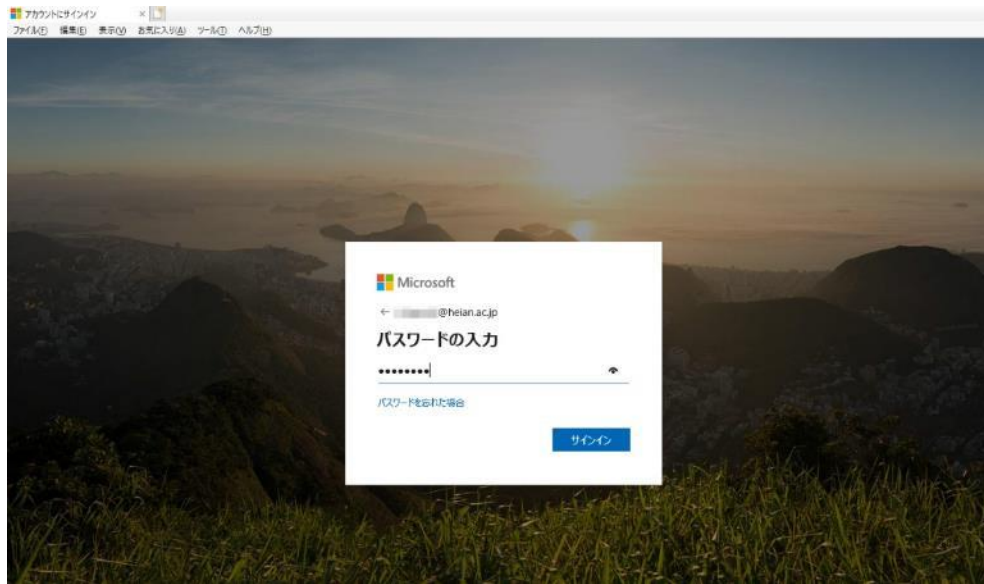 アカウントにサインイン
ファイル(F) 編集(E) 表示(V) お気に入り(A) ツール(T) ヘルプ(H)
Microsoft
← @heian.ac.jp
パスワードの入力
••••••••
パスワードを忘れた場合
サインイン